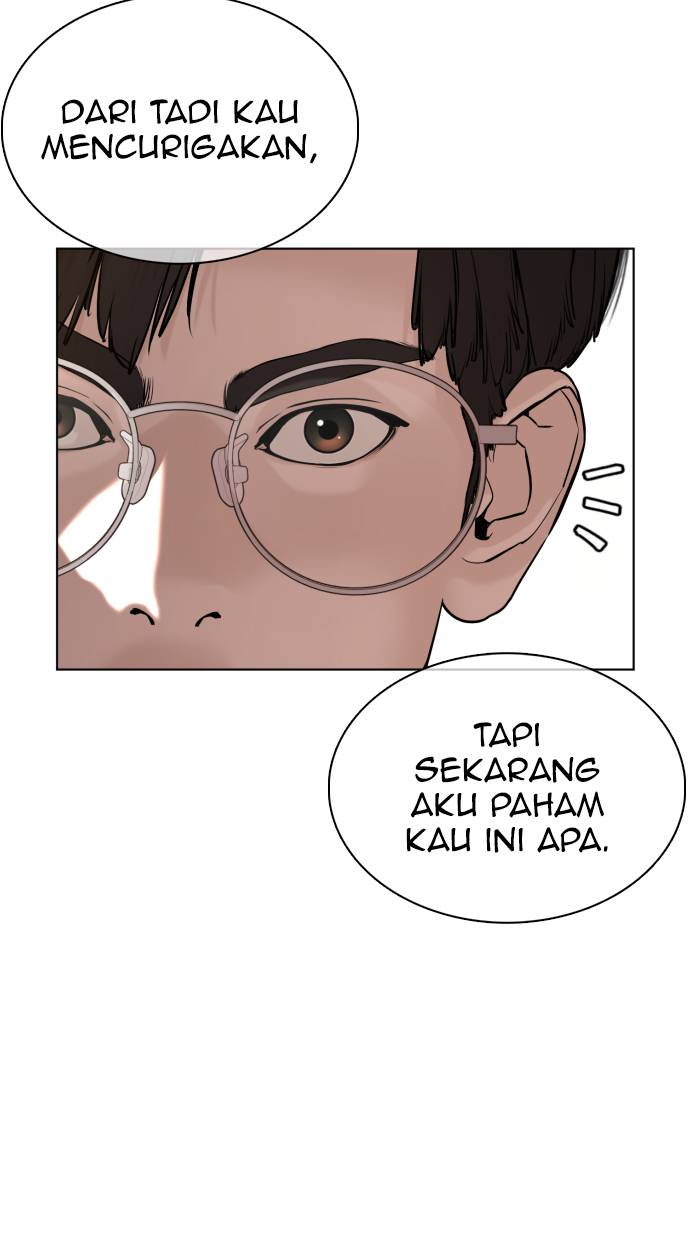 DARI TADI KAU
MENCURIGAKAN,
TAPI
SEKARANG
AKU PAHAM
KAU INI APA.